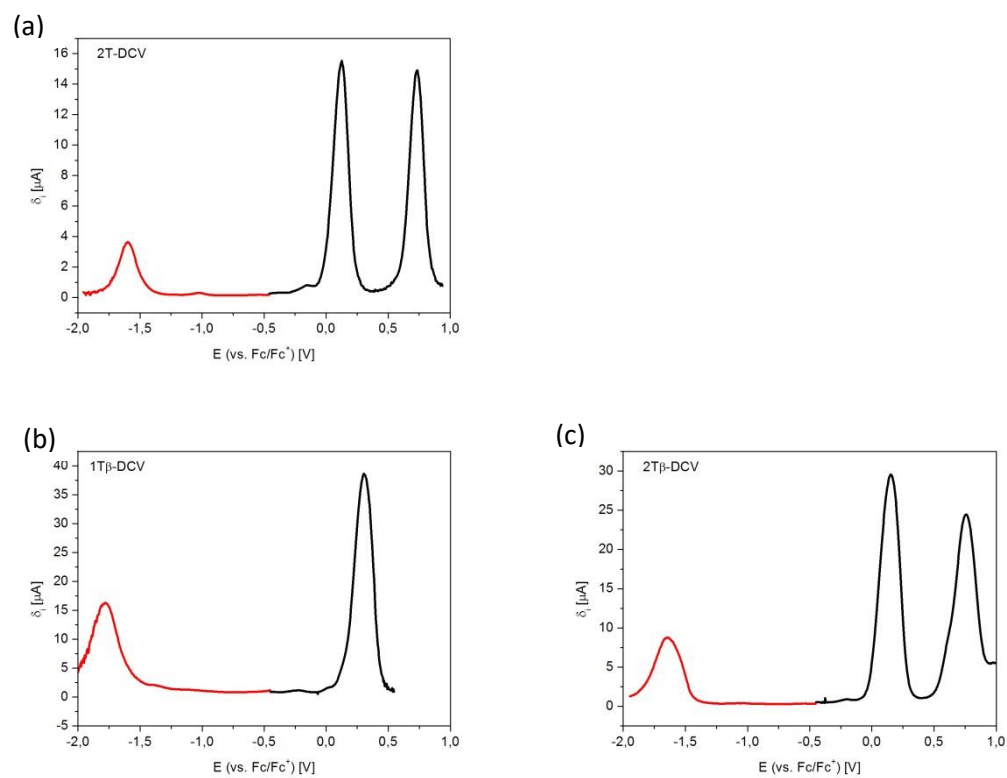 (a)
2T-DCV
16
14
12
10
8
6
4
2
0
δi [µA]
-2,0 -1,5 -1,0 -0,5 0,0 0,5 1,0
E (vs. Fc/Fc+) [V]
(b)
1Tβ-DCV
40
35
30
25
20
15
10
5
0
-5
δi [µA]
-2,0 -1,5 -1,0 -0,5 0,0 0,5 1,0
E (vs. Fc/Fc+) [V]
(c)
2Tβ-DCV
30
25
20
15
10
5
0
δi [µA]
-2,0 -1,5 -1,0 -0,5 0,0 0,5 1,0
E (vs. Fc/Fc+) [V]